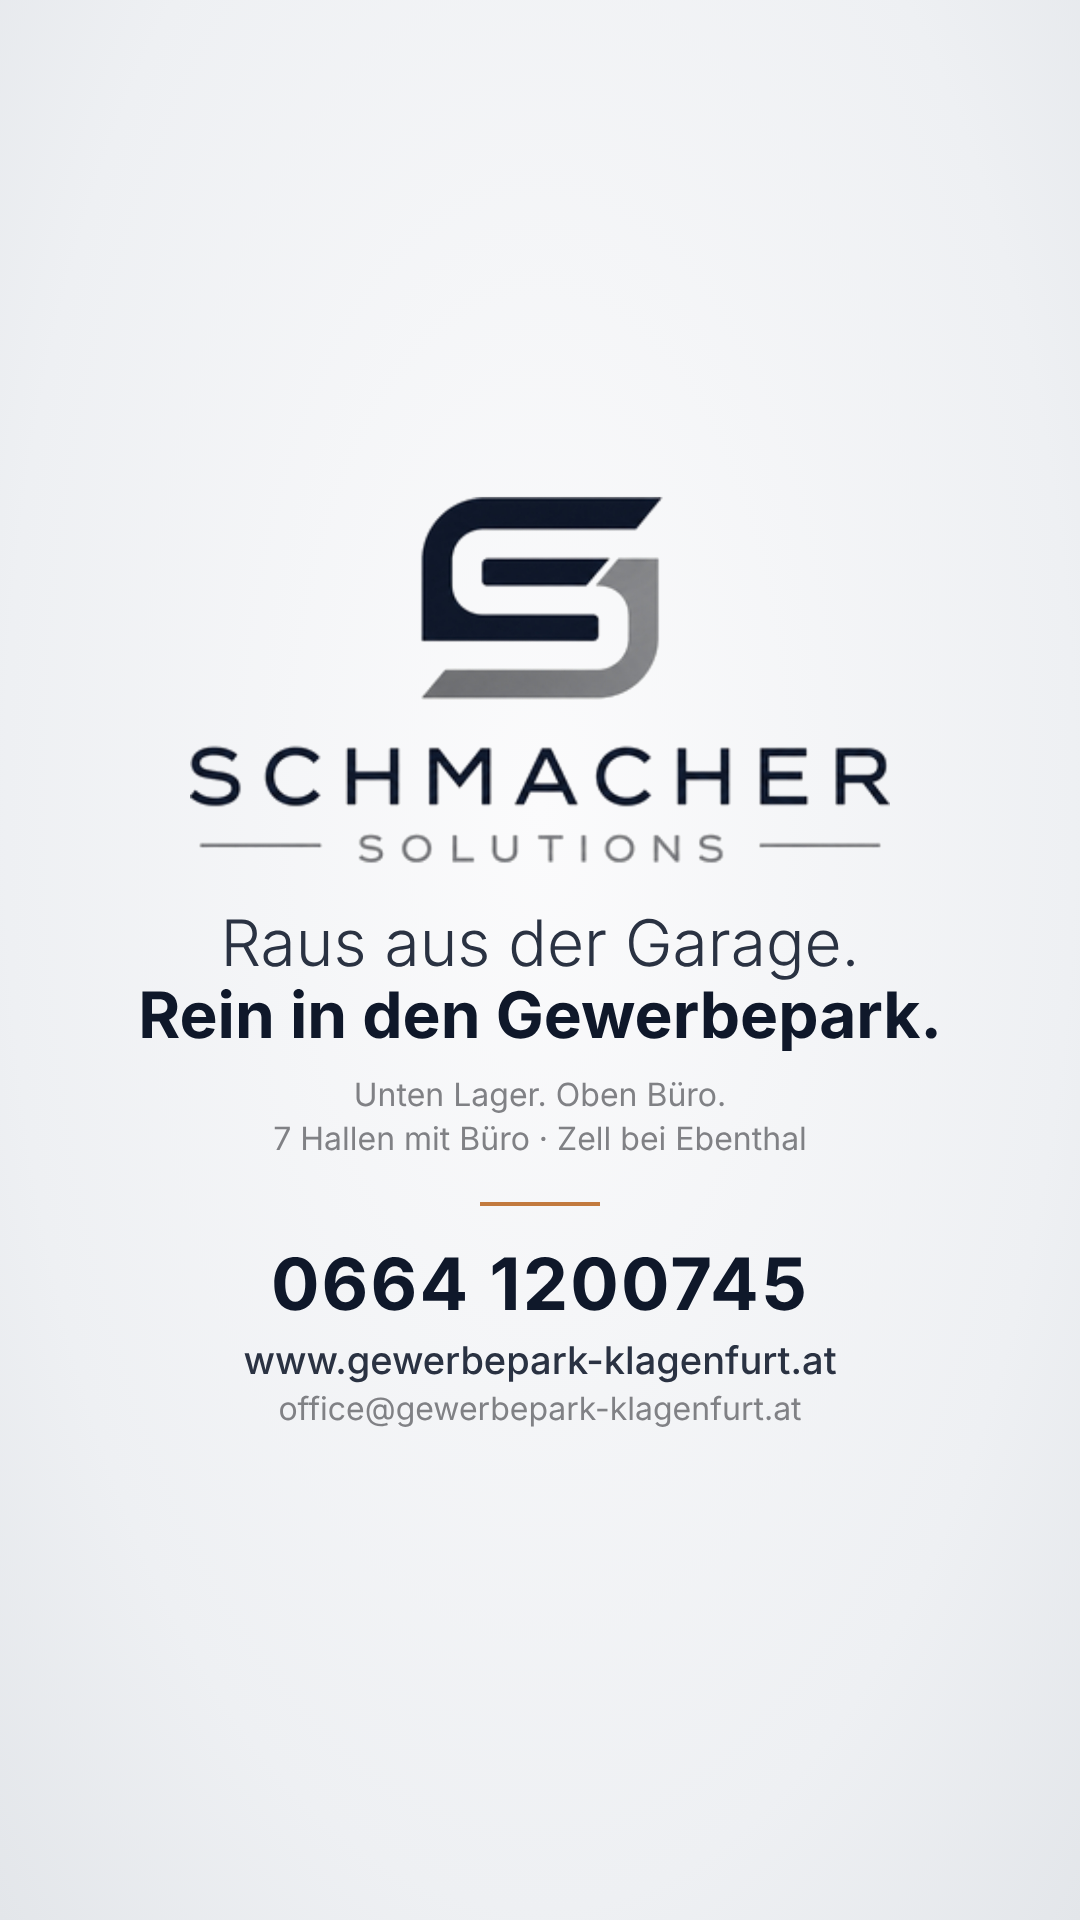 SCHMACHER
SOLUTIONS
Raus aus der Garage.
Rein in den Gewerbepark.
Unten Lager. Oben Büro.
7 Hallen mit Büro · Zell bei Ebenthal
0664 1200745
www.gewerbepark-klagenfurt.at
office@gewerbepark-klagenfurt.at